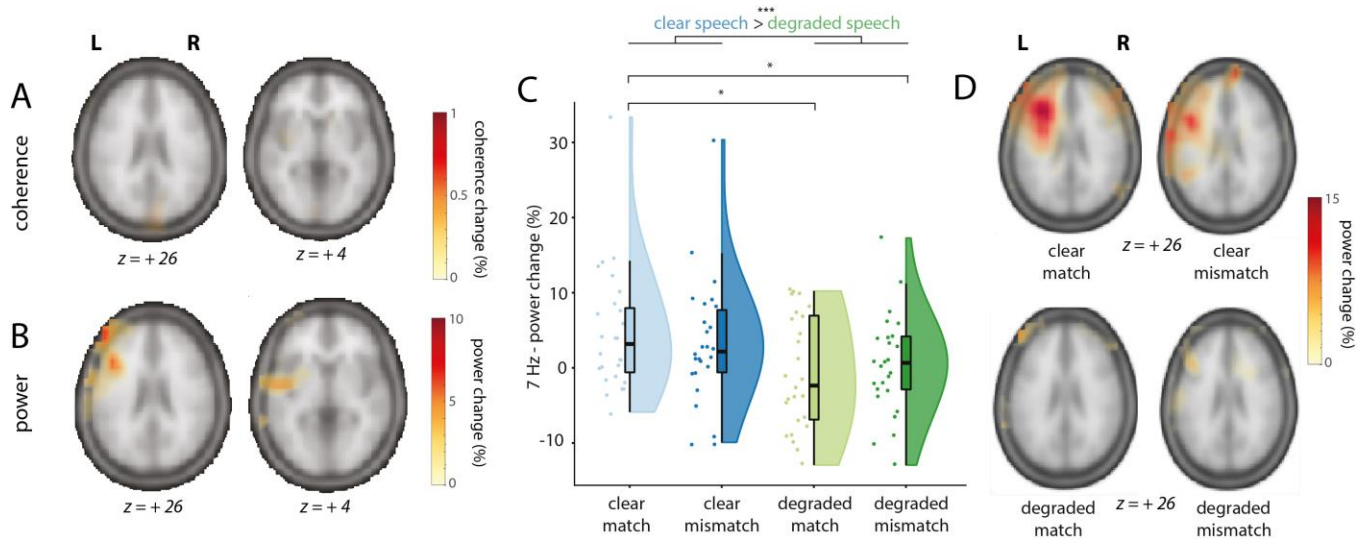 L R
A
coherence
z = + 26
z = + 4
1
0.5
0
coherence change (%)
B
power
z = + 26
z = + 4
10
5
0
power change (%)
C
***
clear speech > degraded speech
*
*
30
20
10
0
-10
7 Hz - power change (%)
clear match
clear mismatch
degraded match
degraded mismatch
D
L R
clear match
z = + 26
clear mismatch
15
0
power change (%)
degraded match
z = + 26
degraded mismatch